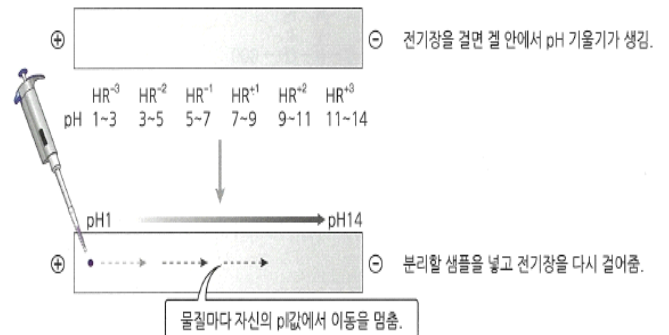 ⊕ ⊖ 전기장을 걸면 겔 안에서 pH 기울기가 생김.
HR⁻³ HR⁻² HR⁻¹ HR⁺¹ HR⁺² HR⁺³
pH 1~3 3~5 5~7 7~9 9~11 11~14
pH1 pH14
⊕ ⊖ 분리할 샘플을 넣고 전기장을 다시 걸어줌.
물질마다 자신의 pI값에서 이동을 멈춤.